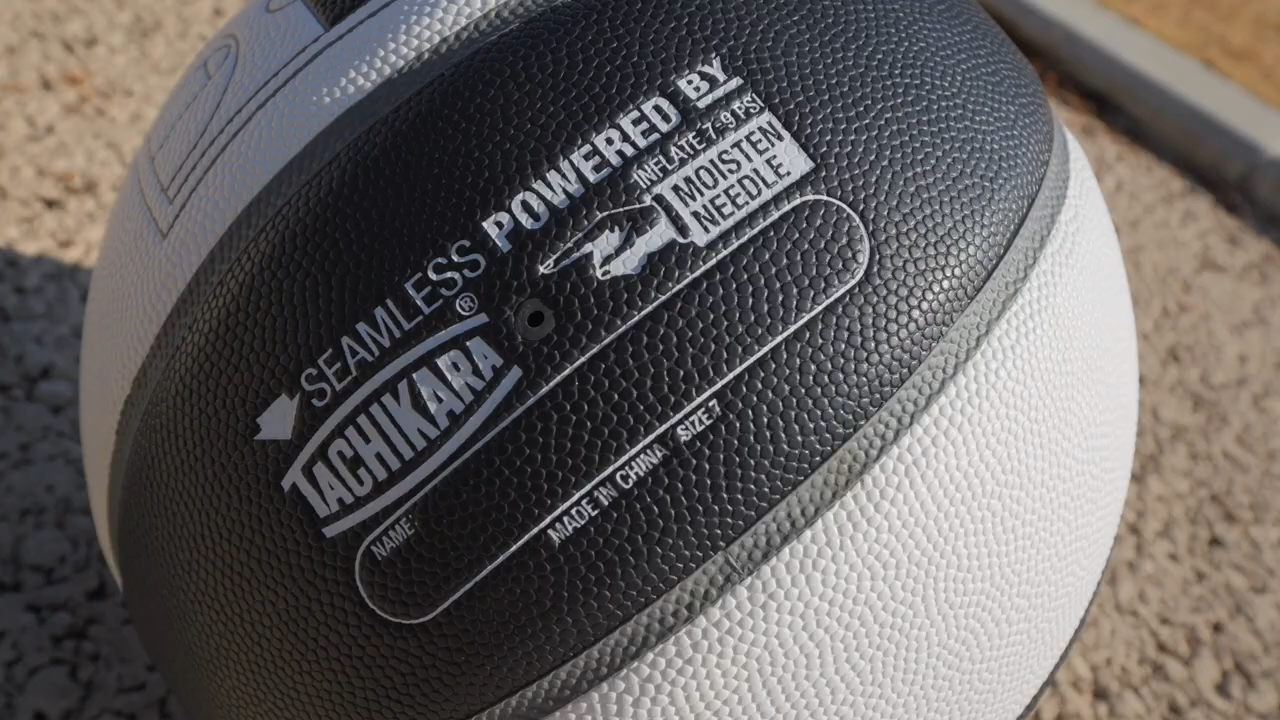 SEAMLESS POWERED BY
INFLATE 7-9 PSI
MOISTEN
NEEDLE
TACHIKARA®
NAME:
MADE IN CHINA SIZE:7